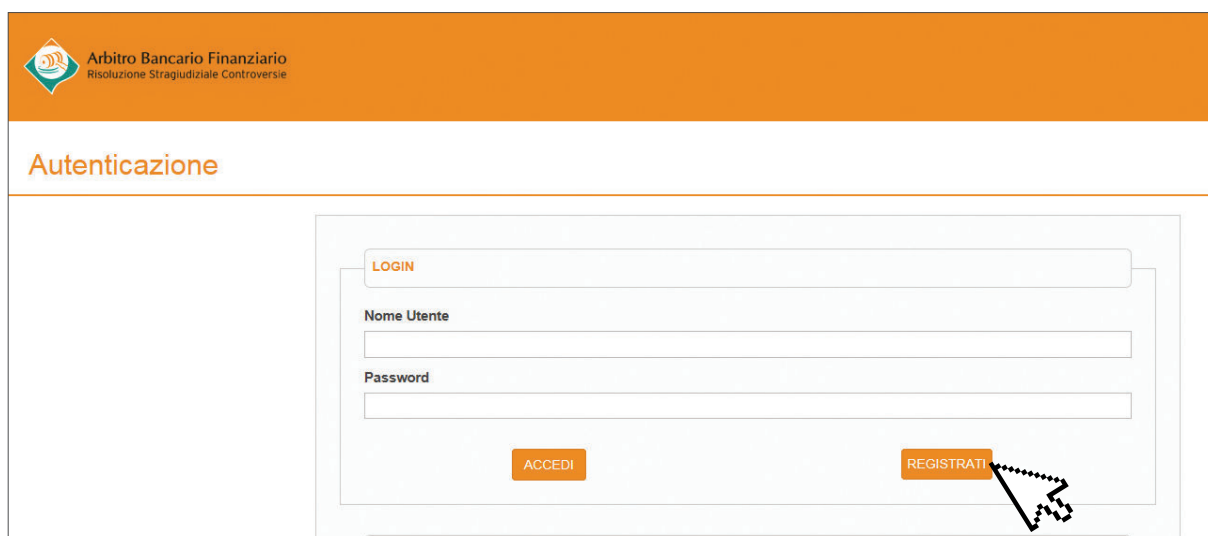 Arbitro Bancario Finanziario
Risoluzione Stragiudiziale Controversie
Autenticazione
LOGIN
Nome Utente
Password
ACCEDI
REGISTRATI